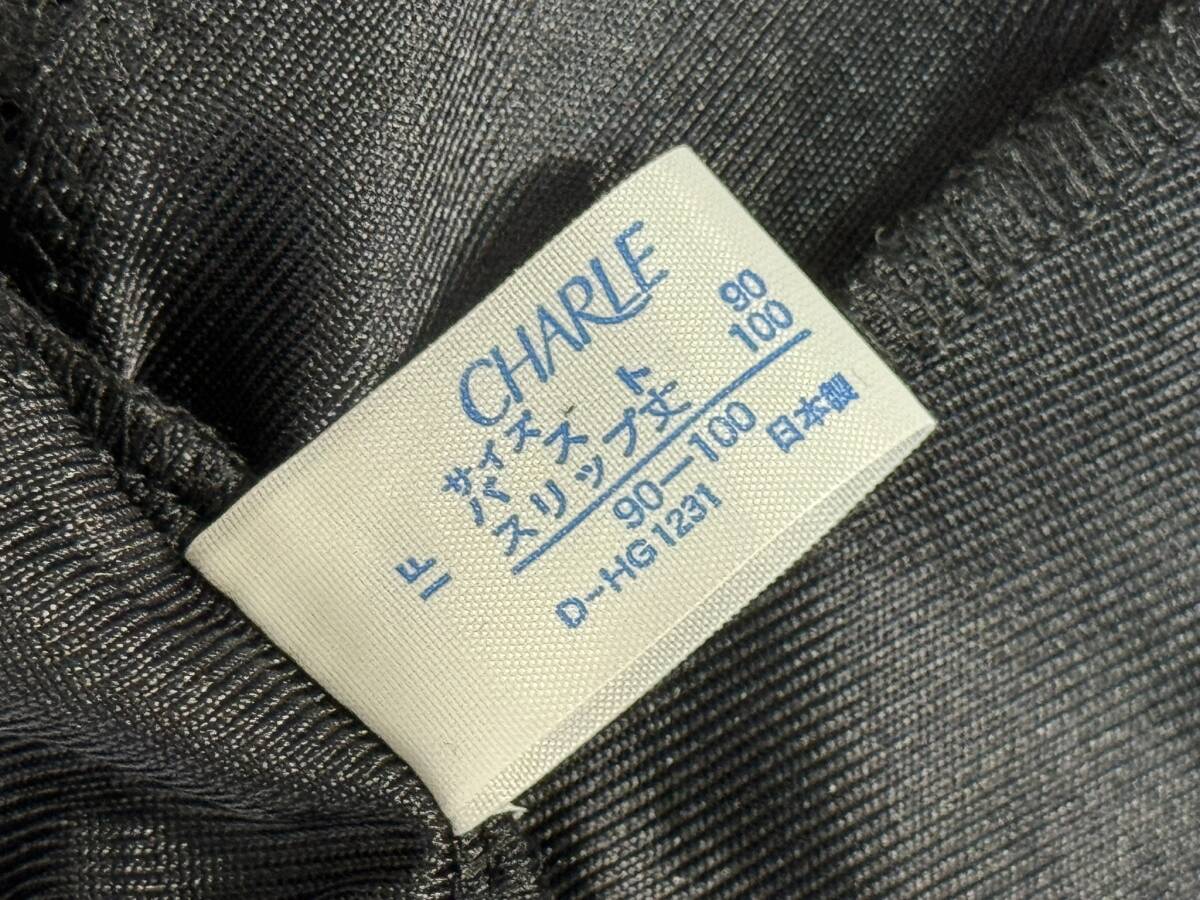 CHARLE
サイズ
バスト 90
スリップ丈 100
90-100
D-HG1231
日本製